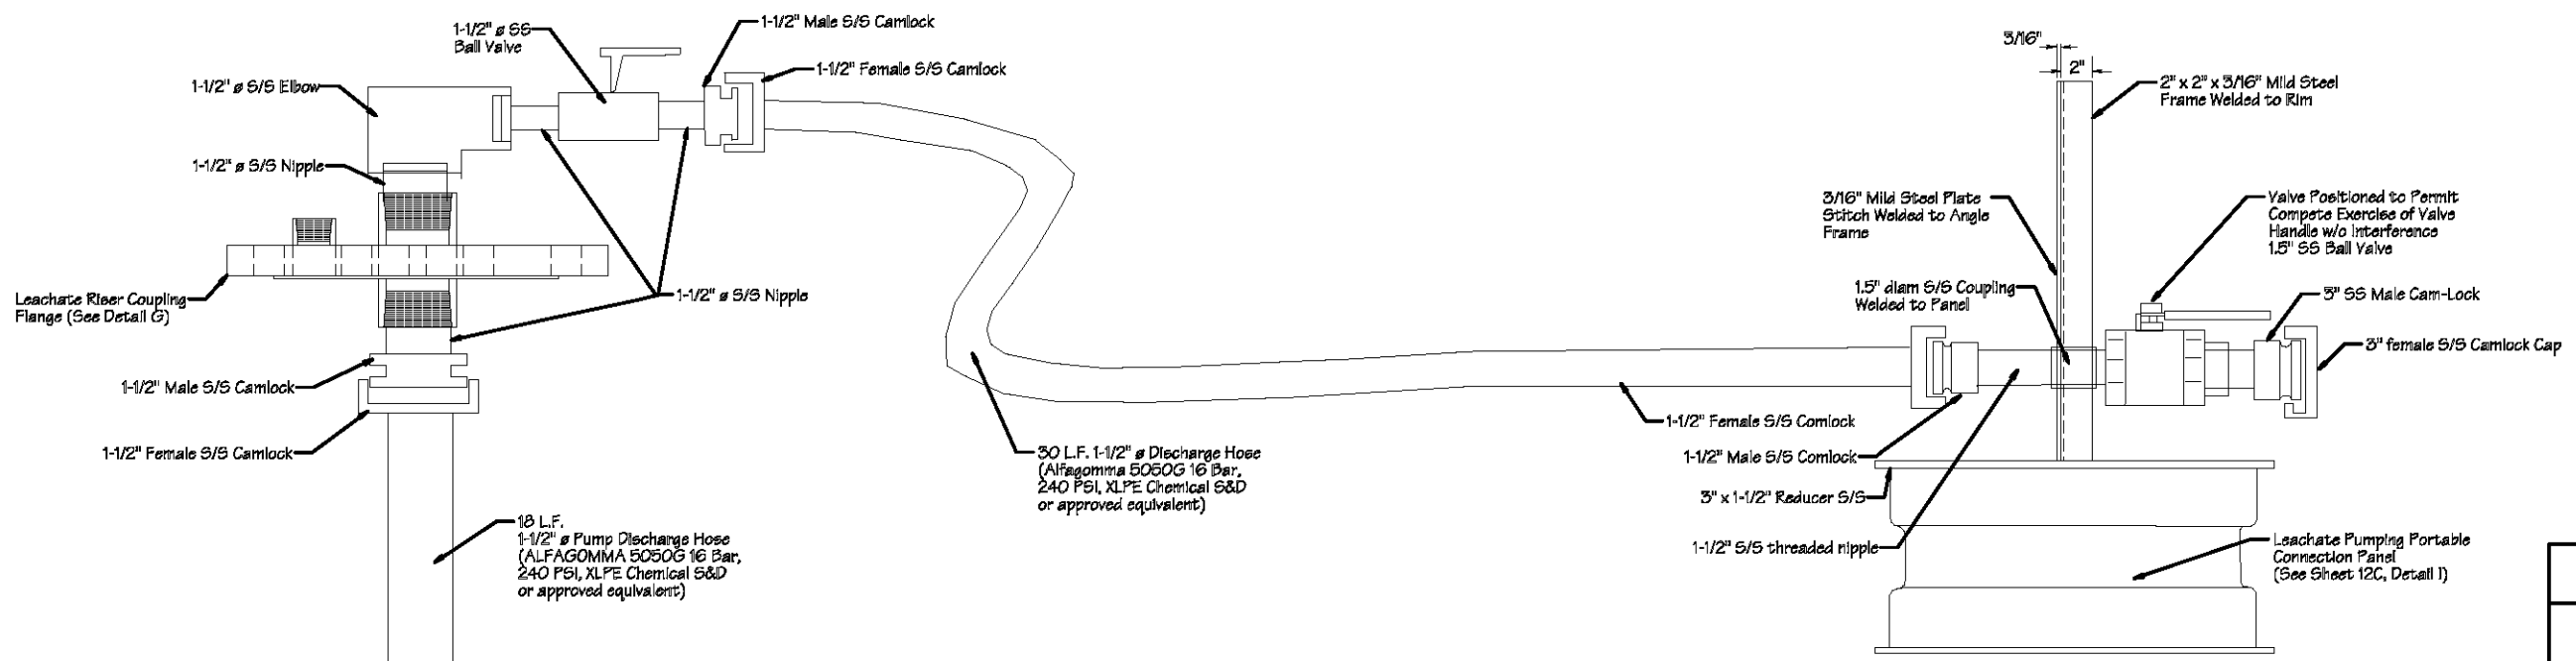 1-1/2" ø SS
Ball Valve
1-1/2" Male S/S Camlock
1-1/2" Female S/S Camlock
1-1/2" ø S/S Elbow
1-1/2" ø S/S Nipple
Leachate Riser Coupling
Flange (See Detail G)
1-1/2" ø S/S Nipple
1-1/2" Male S/S Camlock
1-1/2" Female S/S Camlock
18 L.F.
1-1/2" ø Pump Discharge Hose
(ALFAGOMMA 5050G 16 Bar,
240 PSI, XLPE Chemical S&D
or approved equivalent)
30 L.F. 1-1/2" ø Discharge Hose
(Alfagomma 5050G 16 Bar,
240 PSI, XLPE Chemical S&D
or approved equivalent)
3/16"
2"
2" x 2" x 3/16" Mild Steel
Frame Welded to Rim
3/16" Mild Steel Plate
Stitch Welded to Angle
Frame
Valve Positioned to Permit
Compete Exercise of Valve
Handle w/o Interference
1.5" SS Ball Valve
1.5" diam S/S Coupling
Welded to Panel
3" SS Male Cam-Lock
3" female S/S Camlock Cap
1-1/2" Female S/S Comlock
1-1/2" Male S/S Comlock
3" x 1-1/2" Reducer S/S
1-1/2" S/S threaded nipple
Leachate Pumping Portable
Connection Panel
(See Sheet 12C, Detail I)